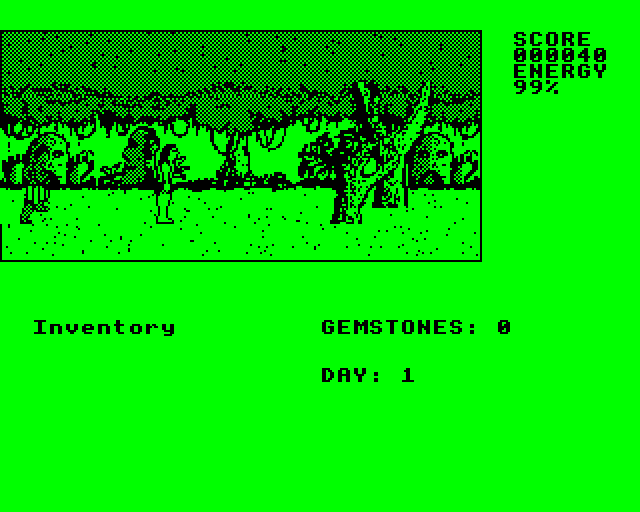 SCORE
000040
ENERGY
99%
Inventory
GEMSTONES: 0
DAY: 1